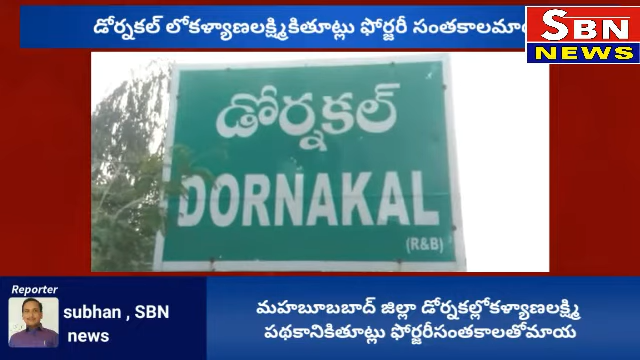 డోర్నకల్ లోకళ్యాణలక్ష్మికితూట్లు ఫోర్జరీ సంతకాలమాయ
SBN
NEWS
డోర్నకల్
DORNAKAL
(R&B)
Reporter
subhan , SBN
news
మహబూబబాద్ జిల్లా డోర్నకల్లోకళ్యాణలక్ష్మి
పథకానికితూట్లు ఫోర్జరీసంతకాలతోమాయ